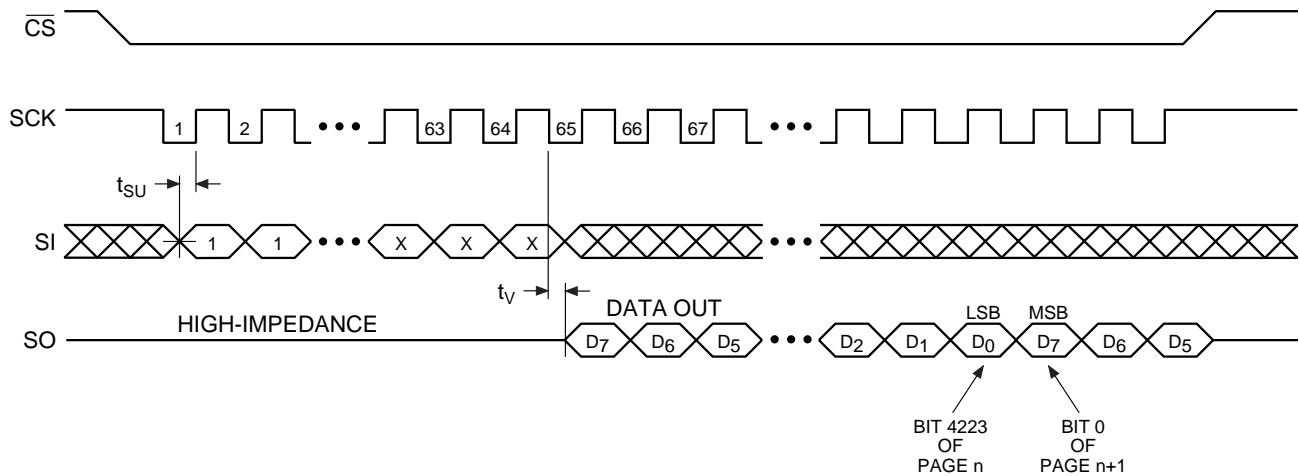 CS
SCK
1 2 63 64 65 66 67
tSU
SI
1 1 X X X
tV
SO
HIGH-IMPEDANCE
DATA OUT
LSB MSB
D7 D6 D5 D2 D1 D0 D7 D6 D5
BIT 4223
OF
PAGE n
BIT 0
OF
PAGE n+1